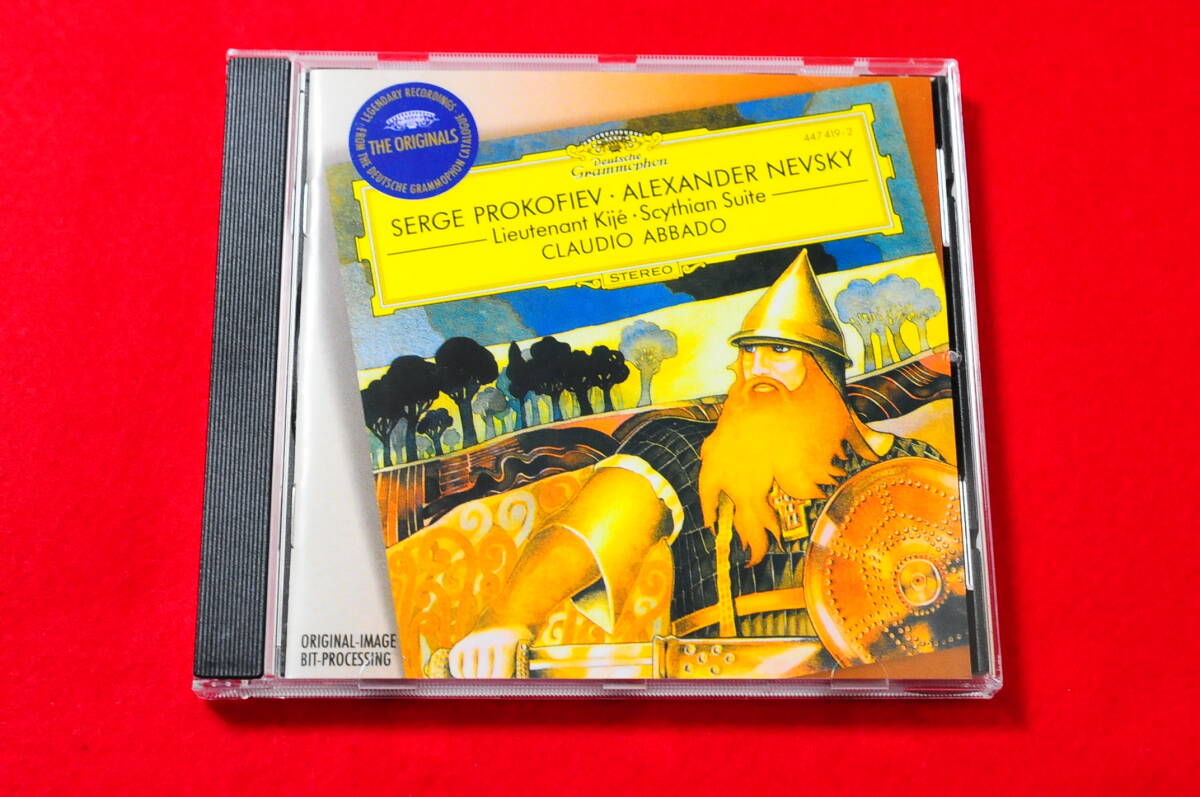 LEGENDARY RECORDINGS
FROM THE DEUTSCHE GRAMMOPHON CATALOGUE
THE ORIGINALS
447 419-2
Deutsche
Grammophon
SERGE PROKOFIEV · ALEXANDER NEVSKY
Lieutenant Kijé · Scythian Suite
CLAUDIO ABBADO
STEREO
ORIGINAL-IMAGE
BIT-PROCESSING